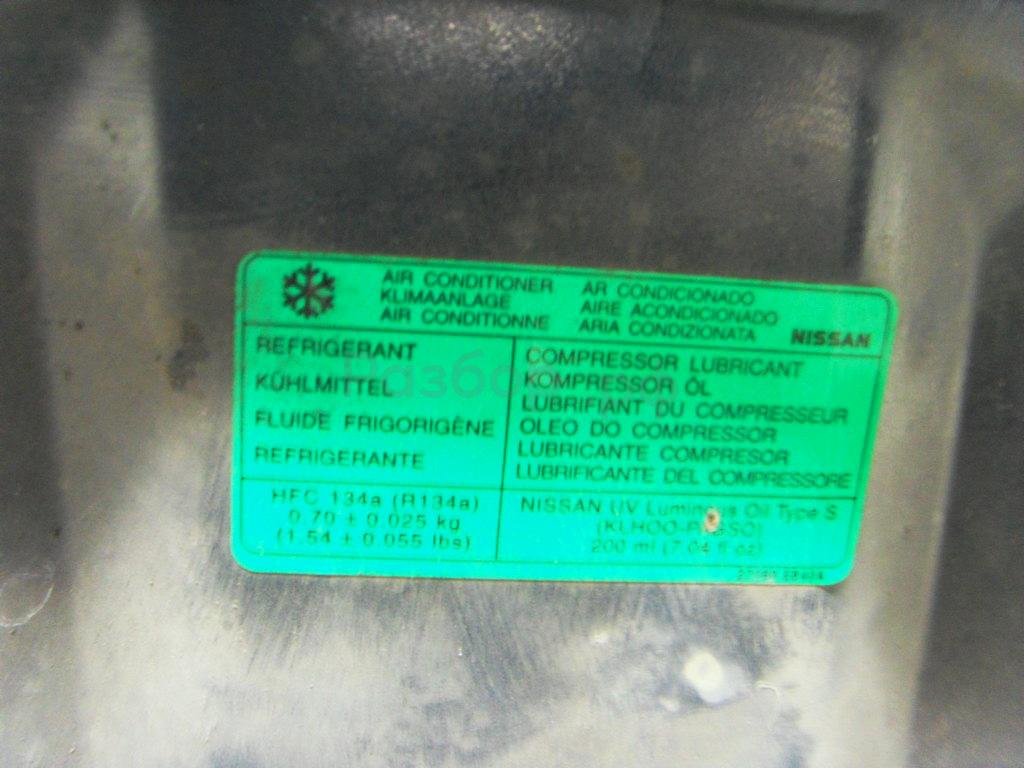 AIR CONDITIONER
KLIMAANLAGE
AIR CONDITIONNE
AR CONDICIONADO
AIRE ACONDICIONADO
ARIA CONDIZIONATA
NISSAN
REFRIGERANT
KÜHLMITTEL
FLUIDE FRIGORIGÈNE
REFRIGERANTE
COMPRESSOR LUBRICANT
KOMPRESSOR ÖL
LUBRIFIANT DU COMPRESSEUR
OLEO DO COMPRESSOR
LUBRICANTE COMPRESOR
LUBRIFICANTE DEL COMPRESSORE
HFC 134a (R134a)
0.70 ± 0.025 kg
(1.54 ± 0.055 lbs)
NISSAN UV Luminous Oil Type S
200 ml (7.04 fl oz)